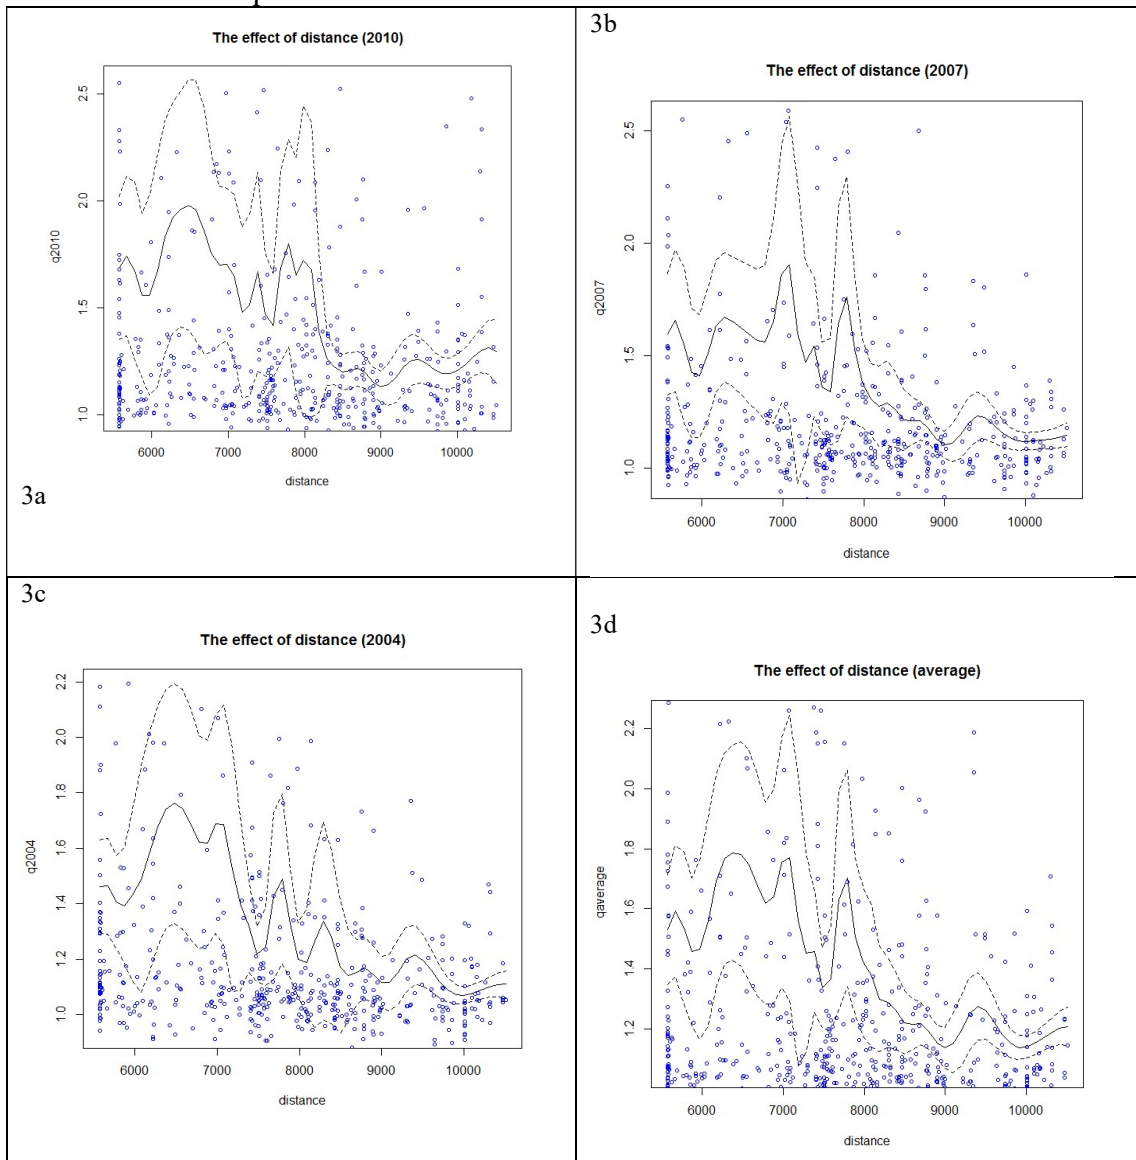 3a
The effect of distance (2010)
q2010
2.5
2.0
1.5
1.0
6000 7000 8000 9000 10000
distance
3b
The effect of distance (2007)
q2007
2.5
2.0
1.5
1.0
6000 7000 8000 9000 10000
distance
3c
The effect of distance (2004)
q2004
2.2
2.0
1.8
1.6
1.4
1.2
1.0
6000 7000 8000 9000 10000
distance
3d
The effect of distance (average)
qaverage
2.2
2.0
1.8
1.6
1.4
1.2
6000 7000 8000 9000 10000
distance